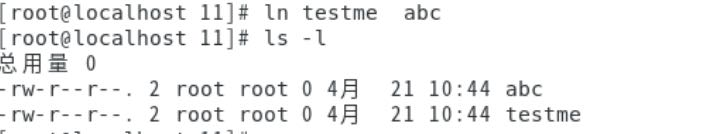 [root@localhost 11]# ln testme  abc
[root@localhost 11]# ls -l
总用量 0
-rw-r--r--. 2 root root 0 4月  21 10:44 abc
-rw-r--r--. 2 root root 0 4月  21 10:44 testme